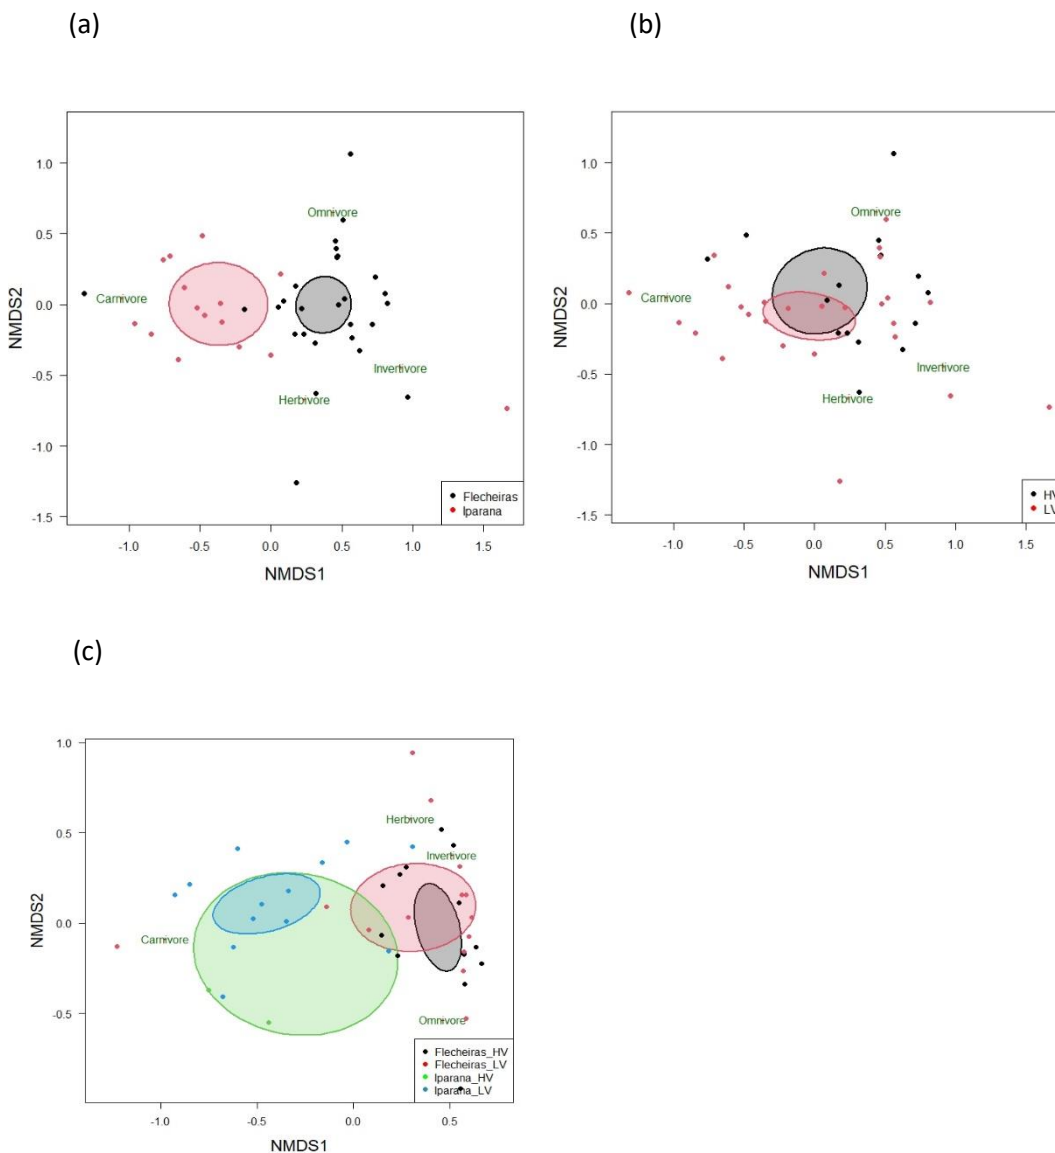 (a)
(b)
1.0
0.5
0.0
-0.5
-1.0
-1.5
NMDS2
Omnivore
Carnivore
Invertivore
Herbivore
Flecheiras
Iparana
-1.0
-0.5
0.0
0.5
1.0
1.5
NMDS1
1.0
0.5
0.0
-0.5
-1.0
-1.5
NMDS2
Omnivore
Carnivore
Invertivore
Herbivore
HV
LV
-1.0
-0.5
0.0
0.5
1.0
1.5
NMDS1
(c)
1.0
0.5
0.0
-0.5
NMDS2
Herbivore
Invertivore
Carnivore
Omnivore
Flecheiras_HV
Flecheiras_LV
Iparana_HV
Iparana_LV
-1.0
-0.5
0.0
0.5
NMDS1